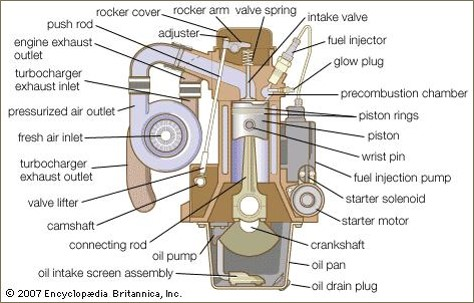 rocker cover
rocker arm
valve spring
push rod
adjuster
intake valve
engine exhaust
outlet
fuel injector
turbocharger
exhaust inlet
glow plug
pressurized air outlet
precombustion chamber
piston rings
fresh air inlet
piston
wrist pin
turbocharger
exhaust outlet
fuel injection pump
valve lifter
starter solenoid
camshaft
starter motor
connecting rod
crankshaft
oil pump
oil pan
oil intake screen assembly
oil drain plug
© 2007 Encyclopædia Britannica, Inc.